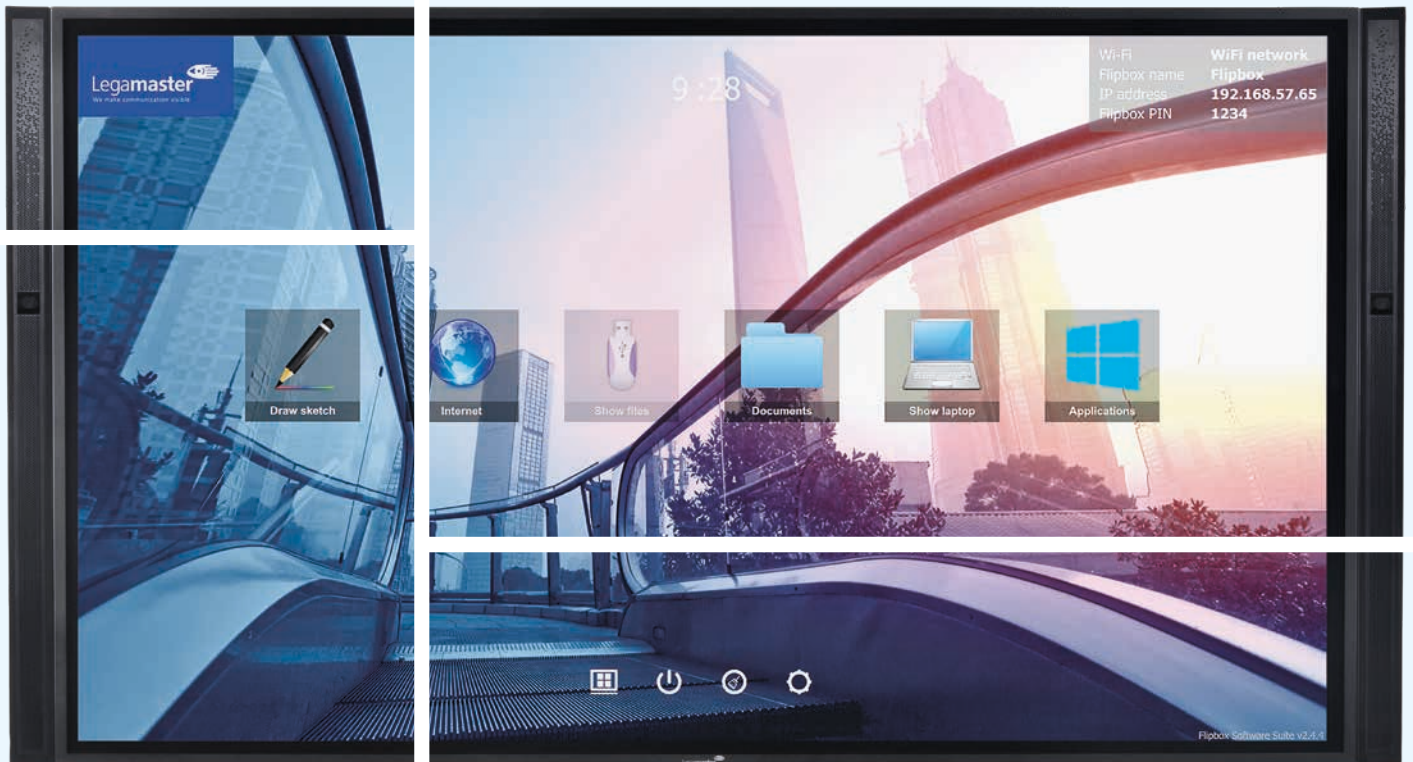 Legamaster
We make communication visible
9:28
Wi-Fi WiFi network
Flipbox name Flipbox
IP address 192.168.57.65
Flipbox PIN 1234
Draw sketch
Internet
Show files
Documents
Show laptop
Applications
Flipbox Software Suite v2.4.4